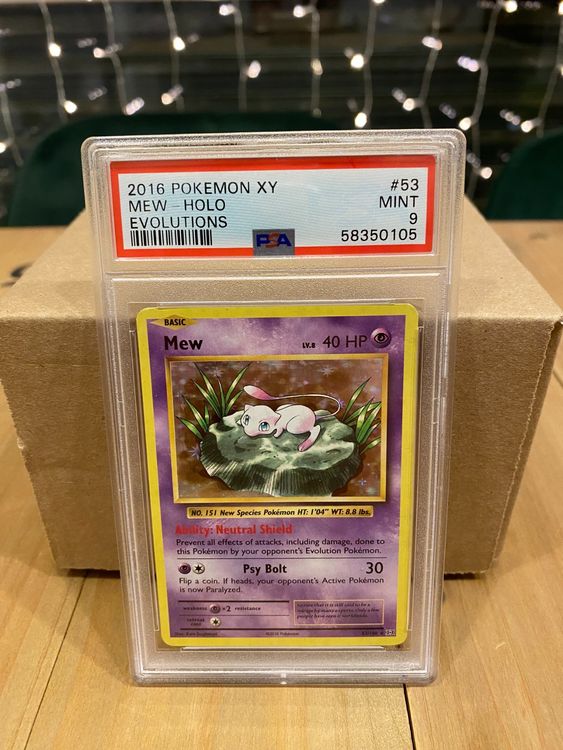 2016 POKEMON XY #53
MEW - HOLO MINT
EVOLUTIONS 9
PSA 58350105
BASIC
Mew LV.8 40 HP
NO. 151 New Species Pokémon HT: 1'04" WT: 8.8 lbs.
Ability: Neutral Shield
Prevent all effects of attacks, including damage, done to
this Pokémon by your opponent's Evolution Pokémon.
Psy Bolt 30
Flip a coin. If heads, your opponent's Active Pokémon
is now Paralyzed.
weakness ×2 resistance
retreat
cost
©2016 Pokémon